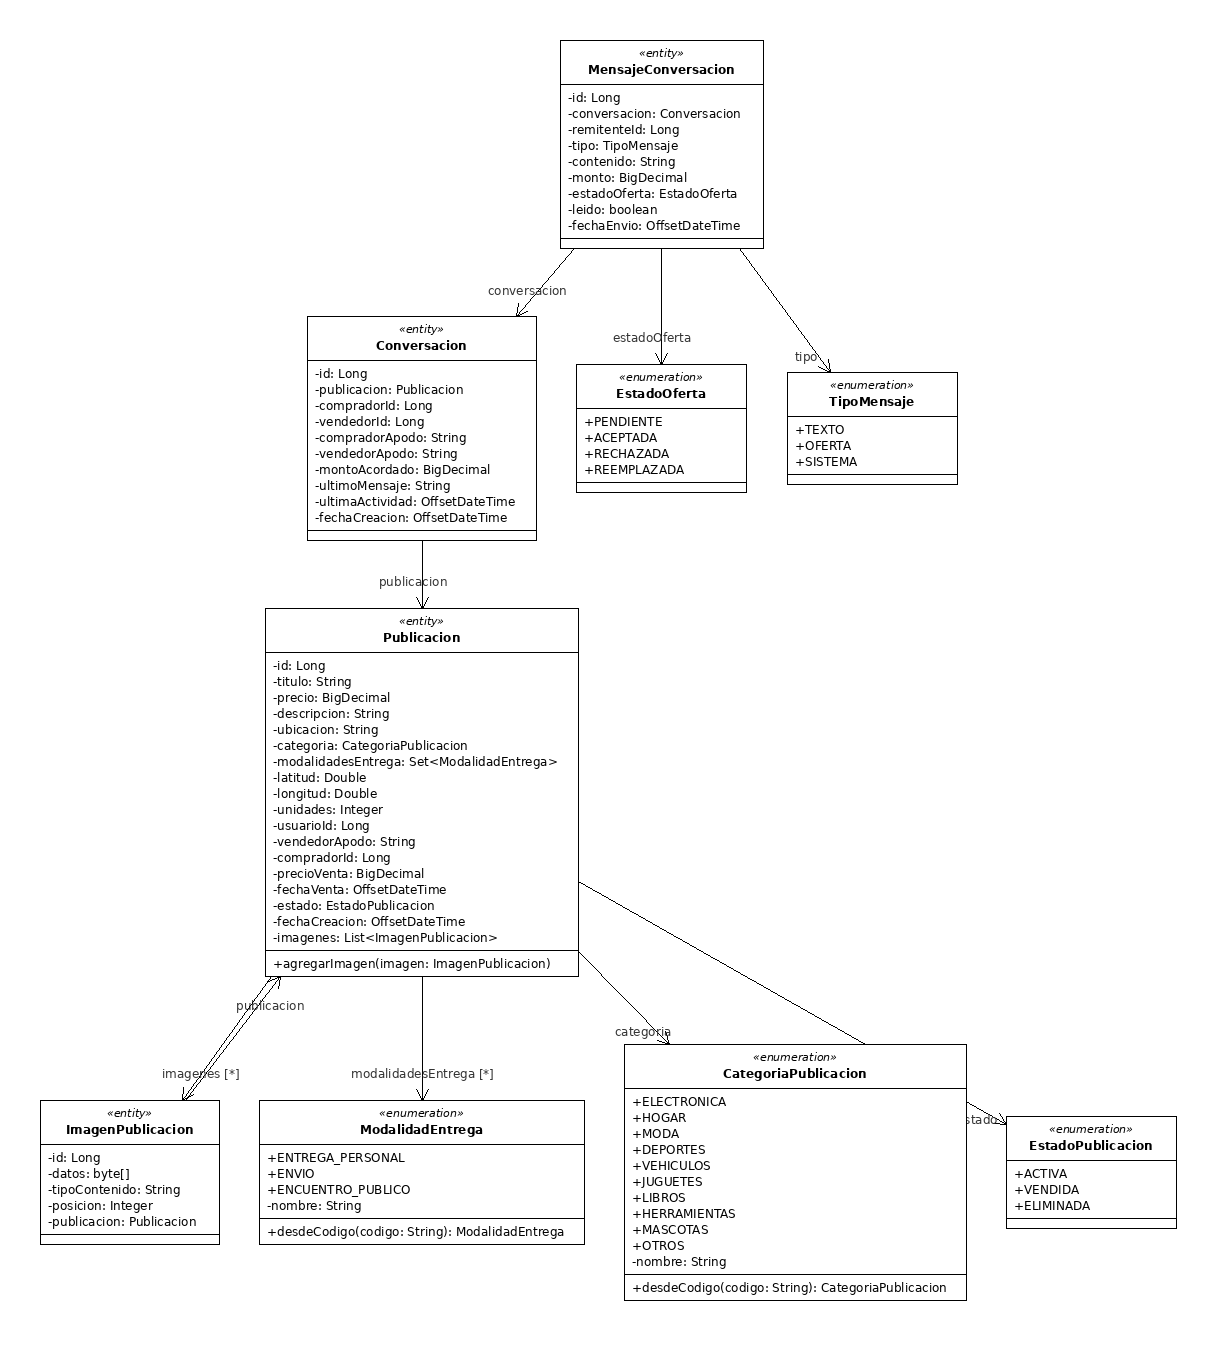 «entity»
MensajeConversacion
-id: Long
-conversacion: Conversacion
-remitenteId: Long
-tipo: TipoMensaje
-contenido: String
-monto: BigDecimal
-estadoOferta: EstadoOferta
-leido: boolean
-fechaEnvio: OffsetDateTime
conversacion
estadoOferta
tipo
«entity»
Conversacion
-id: Long
-publicacion: Publicacion
-compradorId: Long
-vendedorId: Long
-compradorApodo: String
-vendedorApodo: String
-montoAcordado: BigDecimal
-ultimoMensaje: String
-ultimaActividad: OffsetDateTime
-fechaCreacion: OffsetDateTime
«enumeration»
EstadoOferta
+PENDIENTE
+ACEPTADA
+RECHAZADA
+REEMPLAZADA
«enumeration»
TipoMensaje
+TEXTO
+OFERTA
+SISTEMA
publicacion
«entity»
Publicacion
-id: Long
-titulo: String
-precio: BigDecimal
-descripcion: String
-ubicacion: String
-categoria: CategoriaPublicacion
-modalidadesEntrega: Set<ModalidadEntrega>
-latitud: Double
-longitud: Double
-unidades: Integer
-usuarioId: Long
-vendedorApodo: String
-compradorId: Long
-precioVenta: BigDecimal
-fechaVenta: OffsetDateTime
-estado: EstadoPublicacion
-fechaCreacion: OffsetDateTime
-imagenes: List<ImagenPublicacion>
+agregarImagen(imagen: ImagenPublicacion)
publicacion
imagenes [*]
modalidadesEntrega [*]
categoria
stado
«entity»
ImagenPublicacion
-id: Long
-datos: byte[]
-tipoContenido: String
-posicion: Integer
-publicacion: Publicacion
«enumeration»
ModalidadEntrega
+ENTREGA_PERSONAL
+ENVIO
+ENCUENTRO_PUBLICO
-nombre: String
+desdeCodigo(codigo: String): ModalidadEntrega
«enumeration»
CategoriaPublicacion
+ELECTRONICA
+HOGAR
+MODA
+DEPORTES
+VEHICULOS
+JUGUETES
+LIBROS
+HERRAMIENTAS
+MASCOTAS
+OTROS
-nombre: String
+desdeCodigo(codigo: String): CategoriaPublicacion
«enumeration»
EstadoPublicacion
+ACTIVA
+VENDIDA
+ELIMINADA